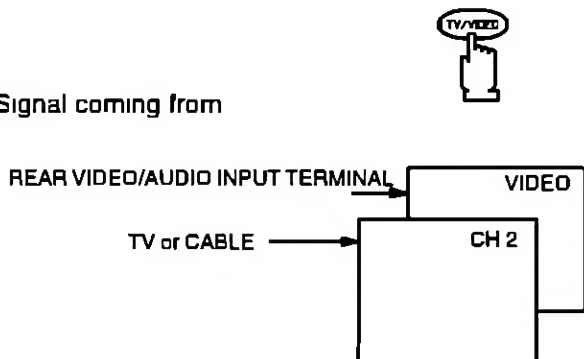 TV/VIDEO
Signal coming from
REAR VIDEO/AUDIO INPUT TERMINAL
VIDEO
TV or CABLE
CH 2